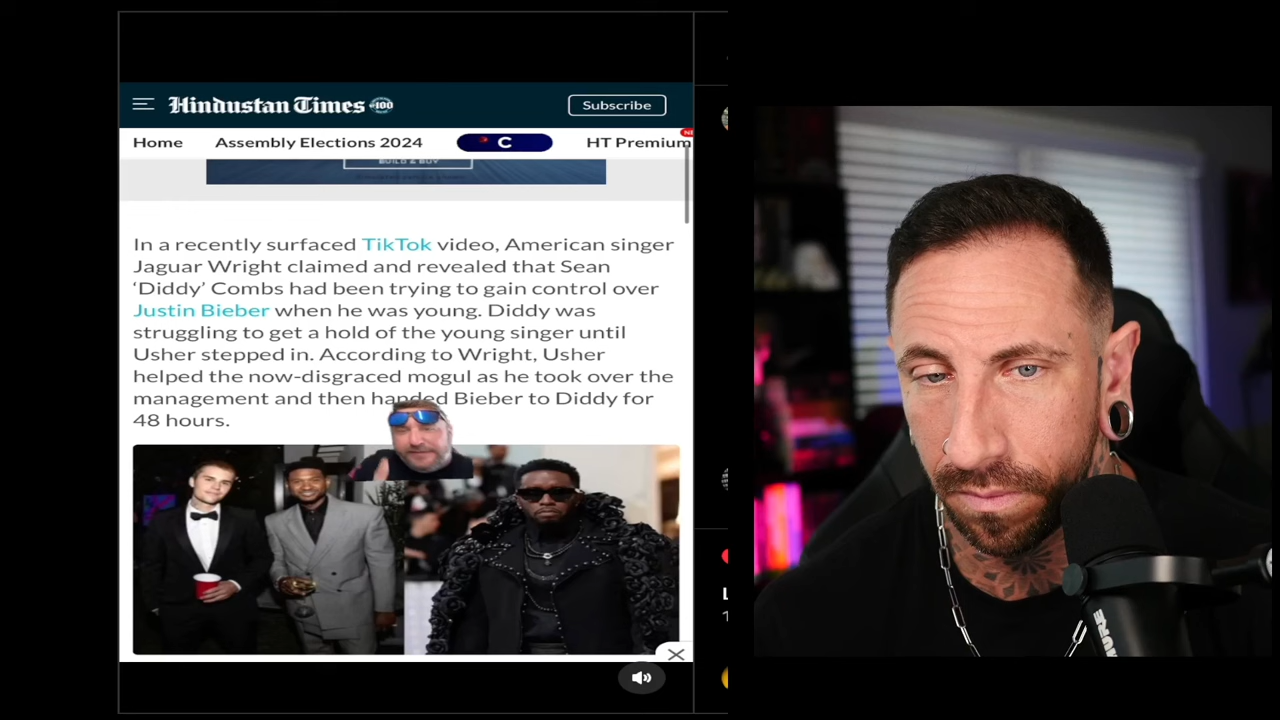 Hindustan Times
100
Subscribe
Home
Assembly Elections 2024
C
HT Premium
BUILD & BUY
In a recently surfaced TikTok video, American singer
Jaguar Wright claimed and revealed that Sean
‘Diddy’ Combs had been trying to gain control over
Justin Bieber when he was young. Diddy was
struggling to get a hold of the young singer until
Usher stepped in. According to Wright, Usher
helped the now-disgraced mogul as he took over the
management and then handed Bieber to Diddy for
48 hours.